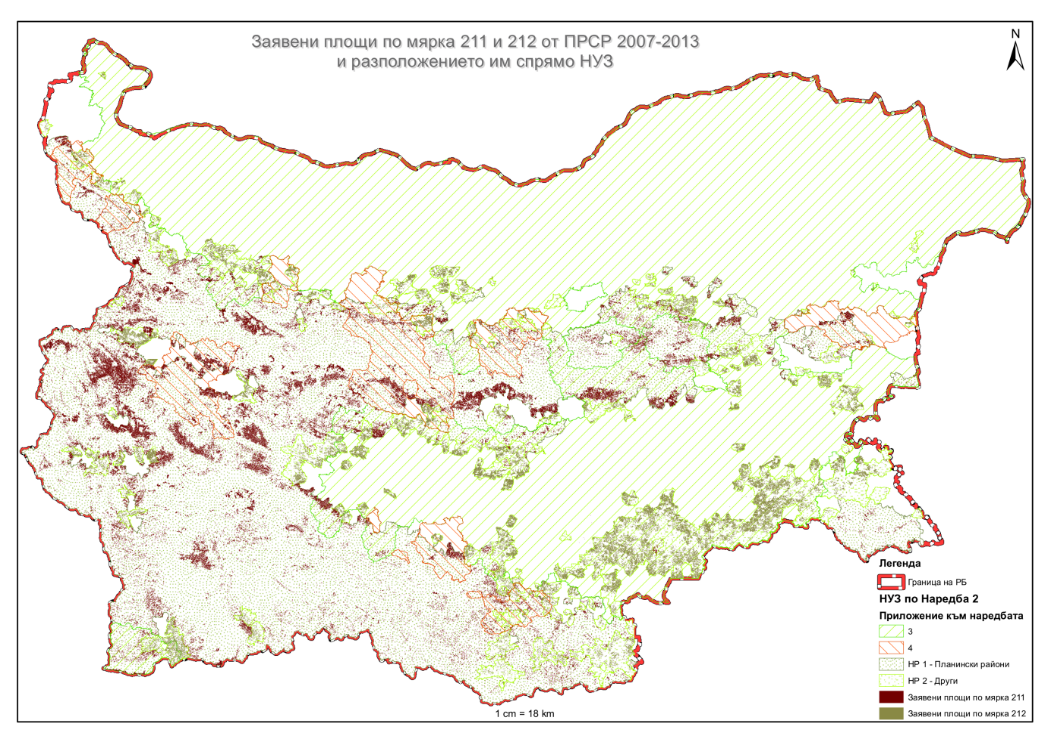 Заявени площи по мярка 211 и 212 от ПРСР 2007-2013
и разположението им спрямо НУЗ
N
Легенда
Граница на РБ
НУЗ по Наредба 2
Приложение към наредбата
3
4
НР 1 - Планински райони
НР 2 - Други
Заявени площи по мярка 211
Заявени площи по мярка 212
1 cm = 18 km